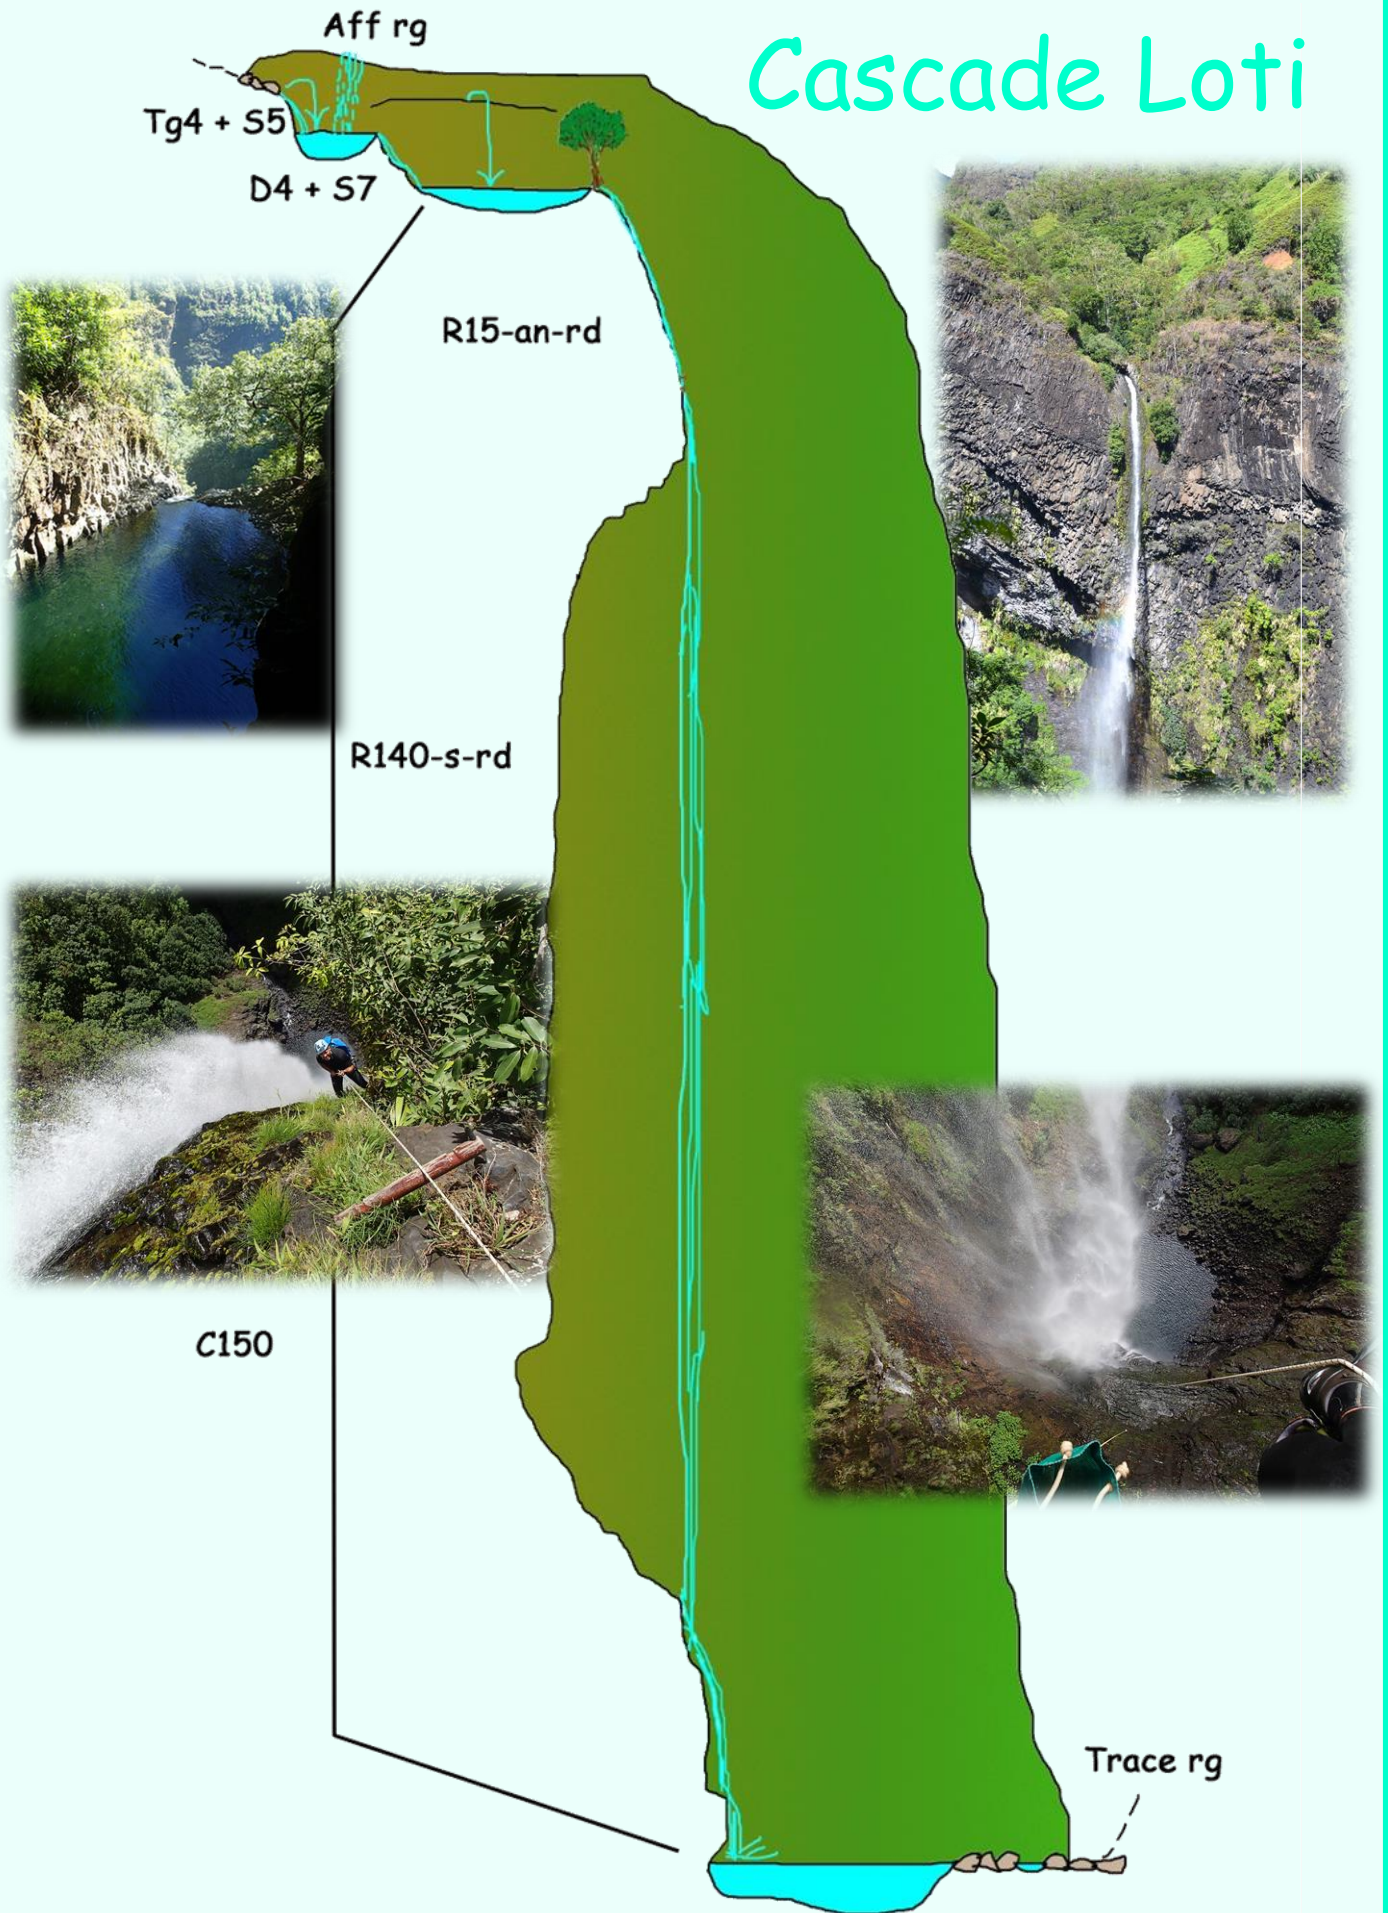 Aff rg
Cascade Loti
Tg4 + S5
D4 + S7
R15-an-rd
R140-s-rd
C150
Trace rg